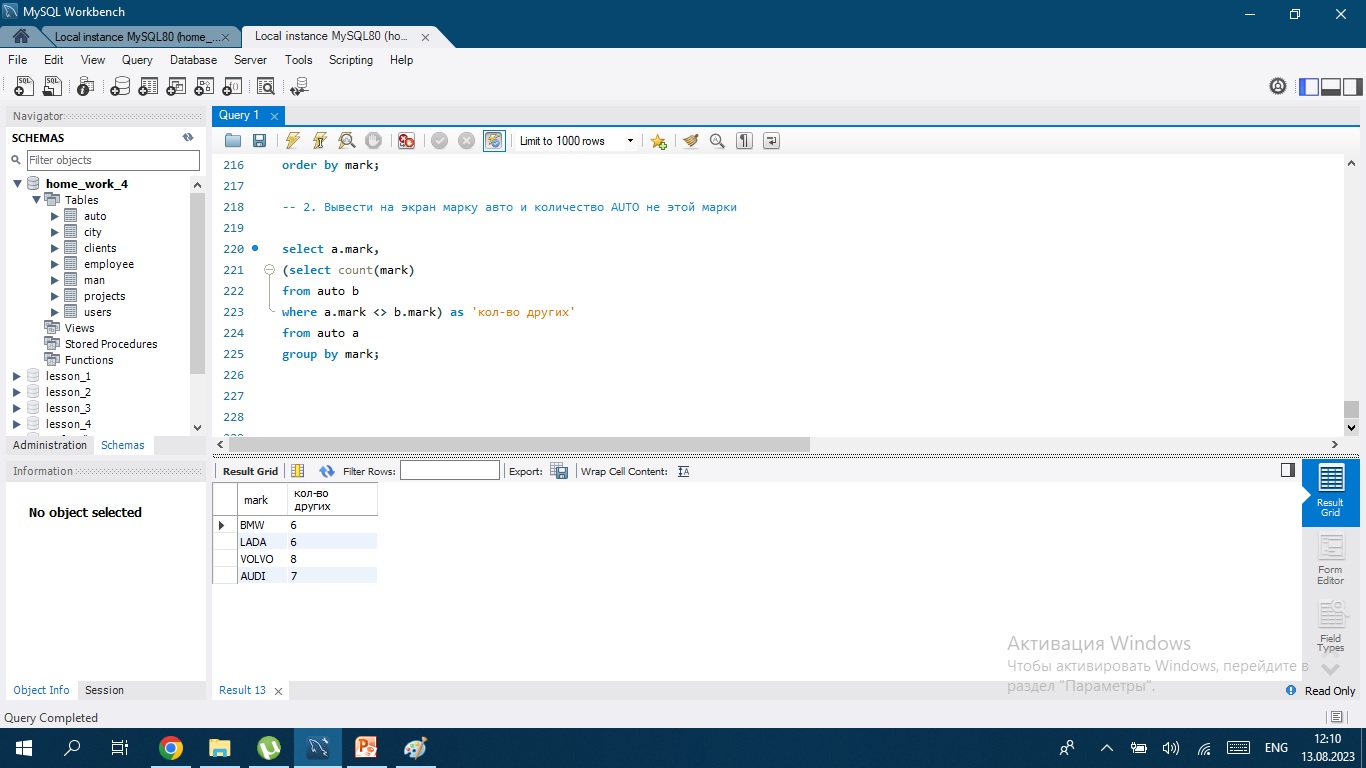 MySQL Workbench
Local instance MySQL80 (home_...
Local instance MySQL80 (ho...
File Edit View Query Database Server Tools Scripting Help
Navigator
SCHEMAS
Filter objects
home_work_4
Tables
auto
city
clients
employee
man
projects
users
Views
Stored Procedures
Functions
lesson_1
lesson_2
lesson_3
lesson_4
Administration Schemas
Information
No object selected
Object Info Session
Query 1
Limit to 1000 rows
216 order by mark;
217
218 -- 2. Вывести на экран марку авто и количество AUTO не этой марки
219
220 select a.mark,
221 (select count(mark)
222 from auto b
223 where a.mark <> b.mark) as 'кол-во других'
224 from auto a
225 group by mark;
226
227
228
Result Grid Filter Rows: Export: Wrap Cell Content:
mark кол-во
других
BMW 6
LADA 6
VOLVO 8
AUDI 7
Result
Grid
Form
Editor
Field
Types
Активация Windows
Чтобы активировать Windows, перейдите в
раздел "Параметры".
Result 13
Read Only
Query Completed
ENG
12:10
13.08.2023